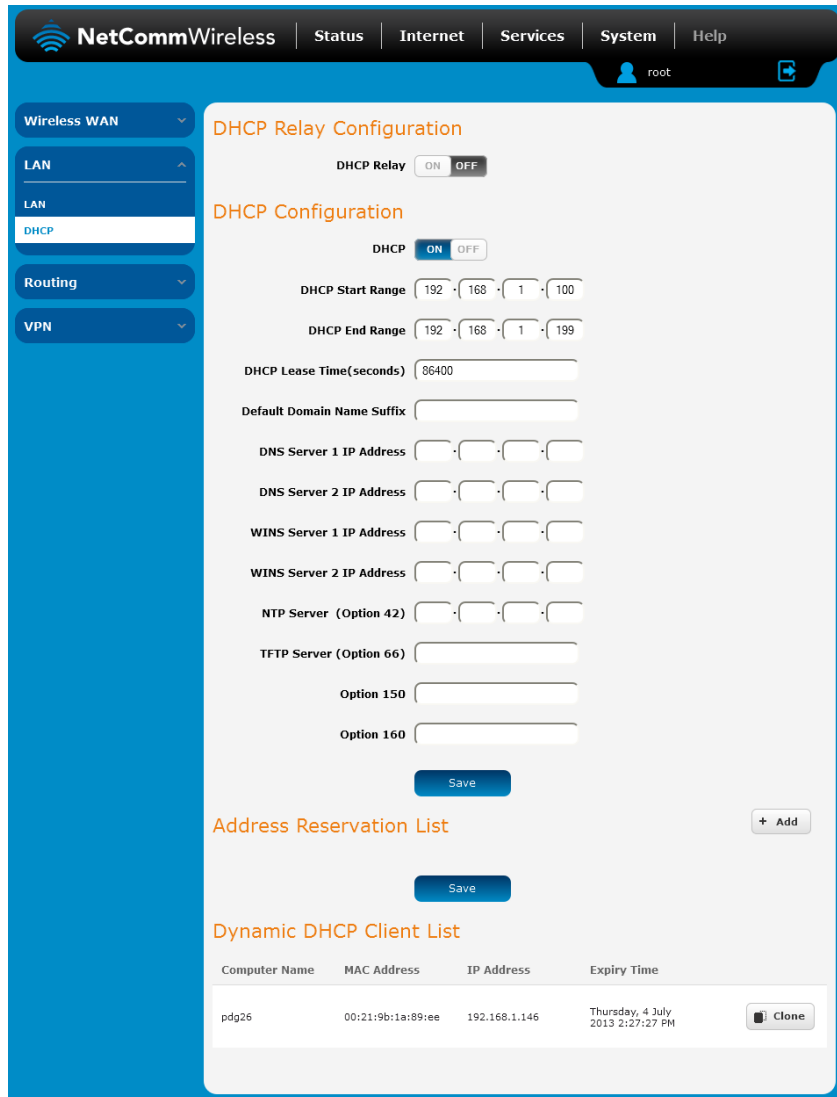 NetCommWireless Status Internet Services System Help
root
Wireless WAN
LAN
LAN
DHCP
Routing
VPN
DHCP Relay Configuration
DHCP Relay ON OFF
DHCP Configuration
DHCP ON OFF
DHCP Start Range 192 . 168 . 1 . 100
DHCP End Range 192 . 168 . 1 . 199
DHCP Lease Time(seconds) 86400
Default Domain Name Suffix
DNS Server 1 IP Address . . .
DNS Server 2 IP Address . . .
WINS Server 1 IP Address . . .
WINS Server 2 IP Address . . .
NTP Server (Option 42) . . .
TFTP Server (Option 66)
Option 150
Option 160
Save
Address Reservation List + Add
Save
Dynamic DHCP Client List
Computer Name MAC Address IP Address Expiry Time
pdg26 00:21:9b:1a:89:ee 192.168.1.146 Thursday, 4 July
2013 2:27:27 PM Clone